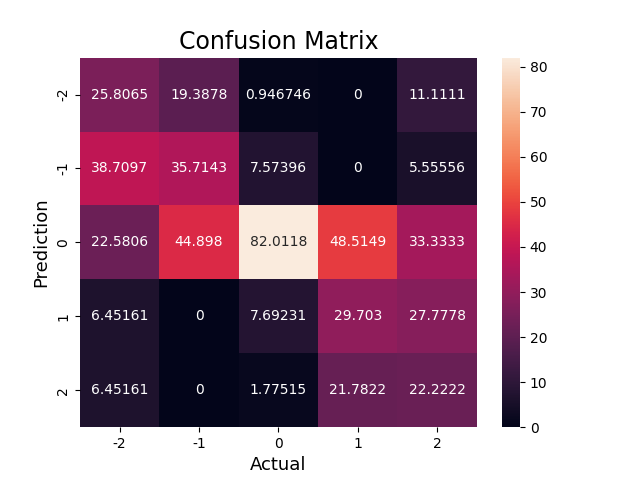 Confusion Matrix
-2 25.8065 19.3878 0.946746 0 11.1111
-1 38.7097 35.7143 7.57396 0 5.55556
0 22.5806 44.898 82.0118 48.5149 33.3333
1 6.45161 0 7.69231 29.703 27.7778
2 6.45161 0 1.77515 21.7822 22.2222
-2 -1 0 1 2
Actual
Prediction
80
70
60
50
40
30
20
10
0